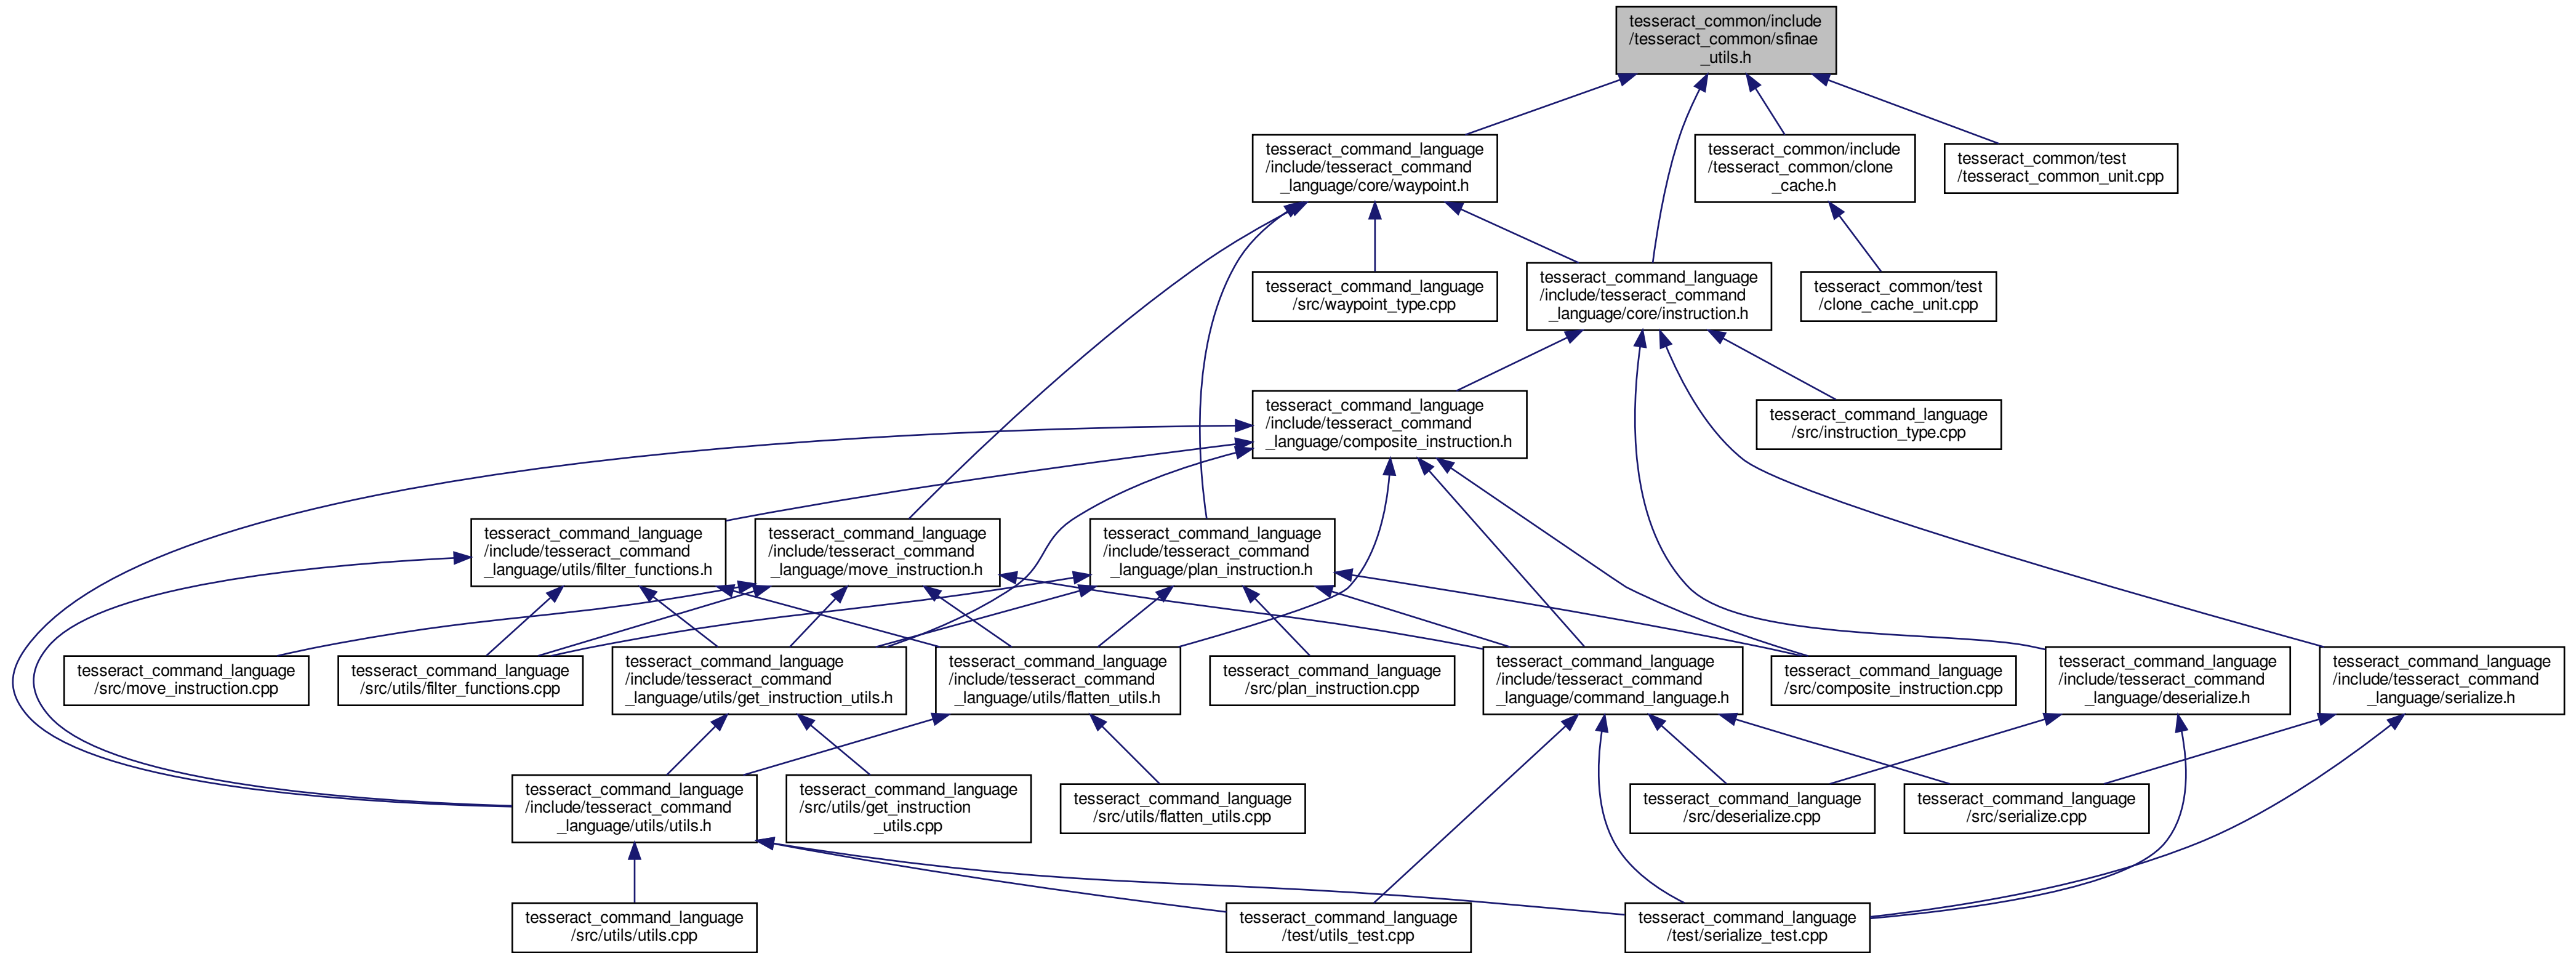 tesseract_common/include
/tesseract_common/sfinae
_utils.h
tesseract_command_language
/include/tesseract_command
_language/core/waypoint.h
tesseract_common/include
/tesseract_common/clone
_cache.h
tesseract_common/test
/tesseract_common_unit.cpp
tesseract_command_language
/src/waypoint_type.cpp
tesseract_command_language
/include/tesseract_command
_language/core/instruction.h
tesseract_common/test
/clone_cache_unit.cpp
tesseract_command_language
/include/tesseract_command
_language/composite_instruction.h
tesseract_command_language
/src/instruction_type.cpp
tesseract_command_language
/include/tesseract_command
_language/utils/filter_functions.h
tesseract_command_language
/include/tesseract_command
_language/move_instruction.h
tesseract_command_language
/include/tesseract_command
_language/plan_instruction.h
tesseract_command_language
/src/move_instruction.cpp
tesseract_command_language
/src/utils/filter_functions.cpp
tesseract_command_language
/include/tesseract_command
_language/utils/get_instruction_utils.h
tesseract_command_language
/include/tesseract_command
_language/utils/flatten_utils.h
tesseract_command_language
/src/plan_instruction.cpp
tesseract_command_language
/include/tesseract_command
_language/command_language.h
tesseract_command_language
/src/composite_instruction.cpp
tesseract_command_language
/include/tesseract_command
_language/deserialize.h
tesseract_command_language
/include/tesseract_command
_language/serialize.h
tesseract_command_language
/include/tesseract_command
_language/utils/utils.h
tesseract_command_language
/src/utils/get_instruction
_utils.cpp
tesseract_command_language
/src/utils/flatten_utils.cpp
tesseract_command_language
/src/deserialize.cpp
tesseract_command_language
/src/serialize.cpp
tesseract_command_language
/src/utils/utils.cpp
tesseract_command_language
/test/utils_test.cpp
tesseract_command_language
/test/serialize_test.cpp